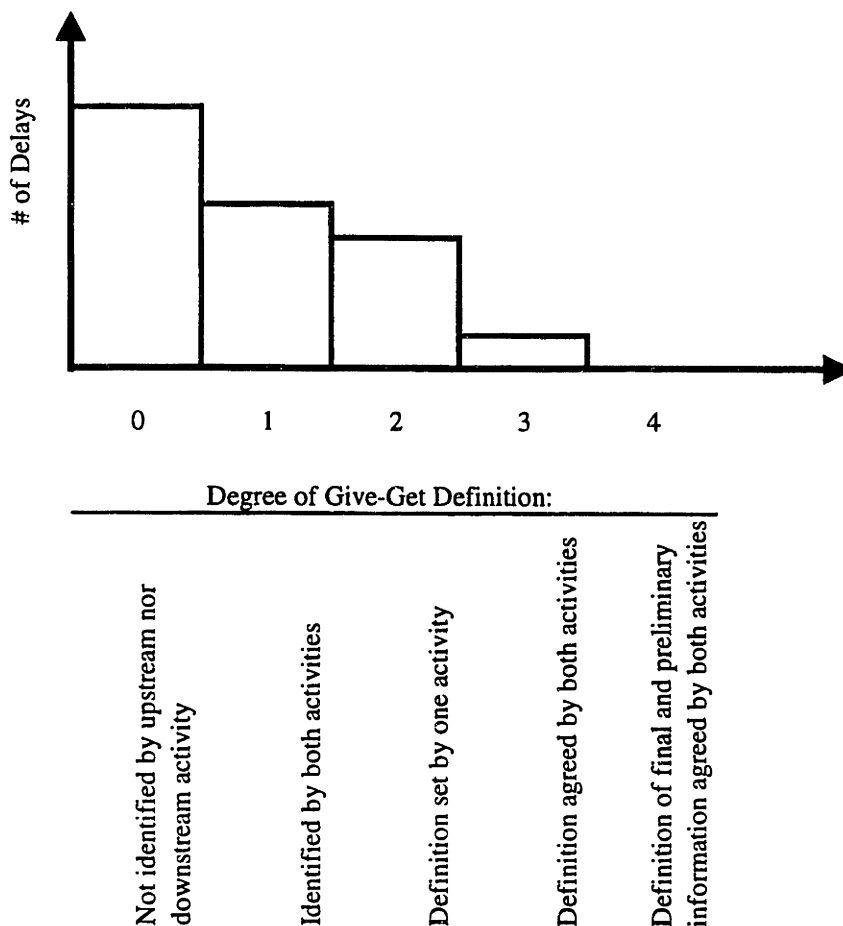 # of Delays
0 1 2 3 4
Degree of Give-Get Definition:
Not identified by upstream nor
downstream activity
Identified by both activities
Definition set by one activity
Definition agreed by both activities
Definition of final and preliminary
information agreed by both activities